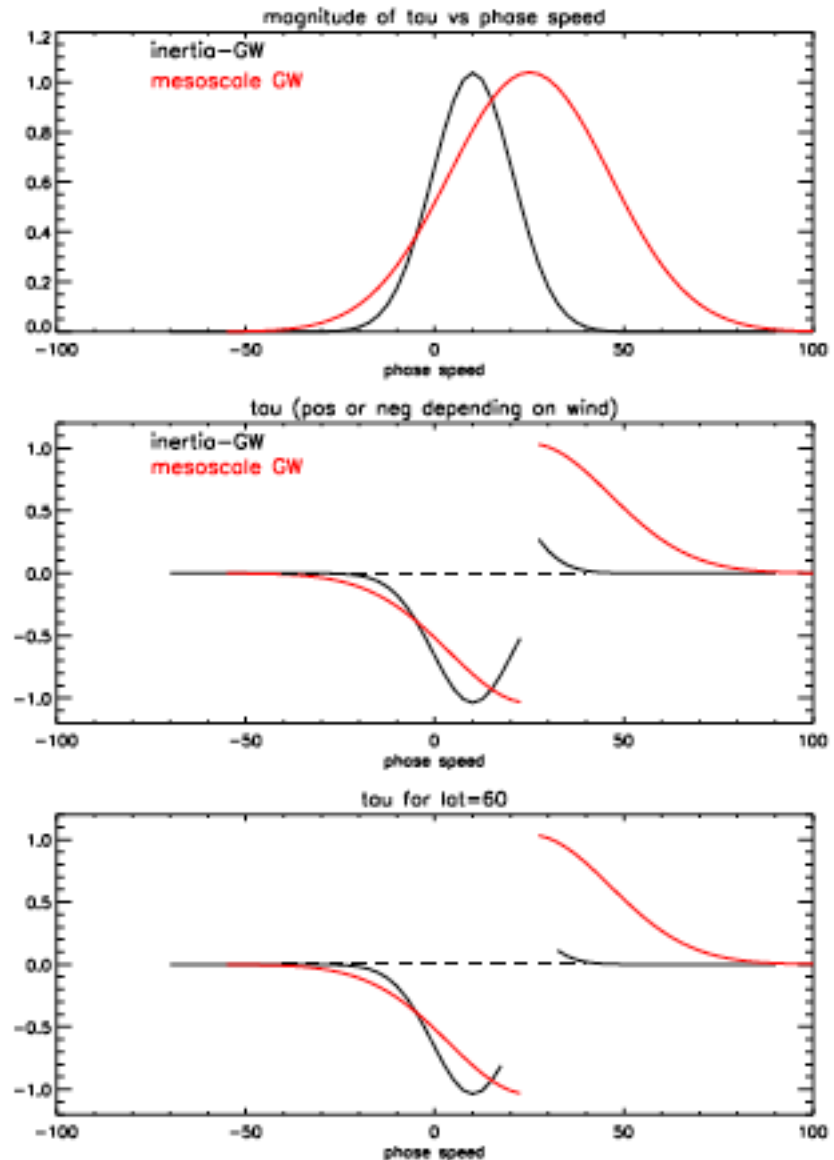 magnitude of tau vs phase speed
1.2
inertia-GW
mesoscale GW
1.0
0.8
0.6
0.4
0.2
0.0
-100 -50 0 50 100
phase speed
tau (pos or neg depending on wind)
inertia-GW
mesoscale GW
1.0
0.5
0.0
-0.5
-1.0
-100 -50 0 50 100
phase speed
tau for lat=60
1.0
0.5
0.0
-0.5
-1.0
-100 -50 0 50 100
phase speed